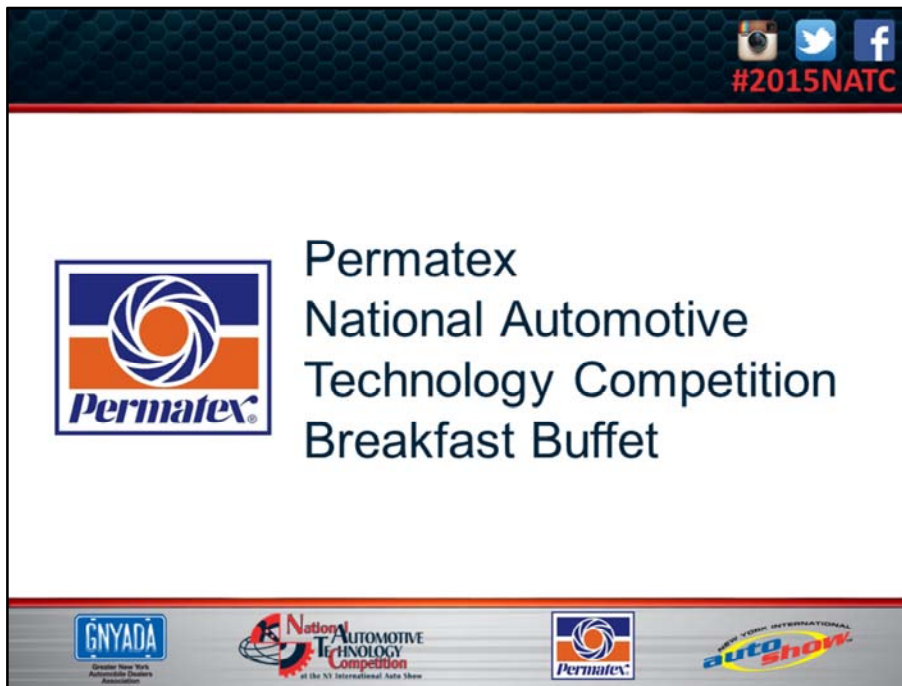 #2015NATC
Permatex®
Permatex
National Automotive
Technology Competition
Breakfast Buffet
GNYADA
Greater New York
Automobile Dealers
Association
National
AUTOMOTIVE
TECHNOLOGY
Competition
at the NY International Auto Show
Permatex®
NEW YORK INTERNATIONAL
auto show